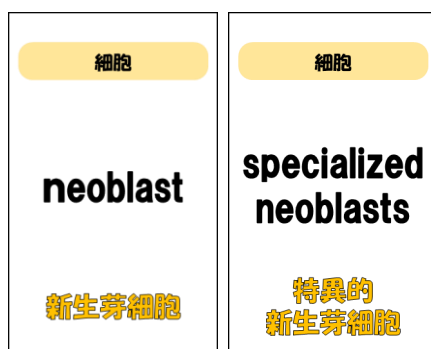 細胞
neoblast
新生芽細胞
細胞
specialized
neoblasts
特異的
新生芽細胞